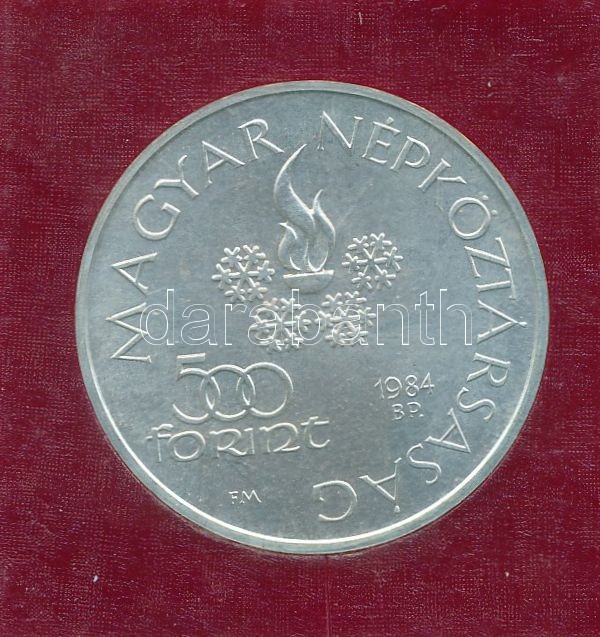 MAGYAR NÉPKÖZTÁRSASÁG
darabanth
500
forint
1984
BP.
FM